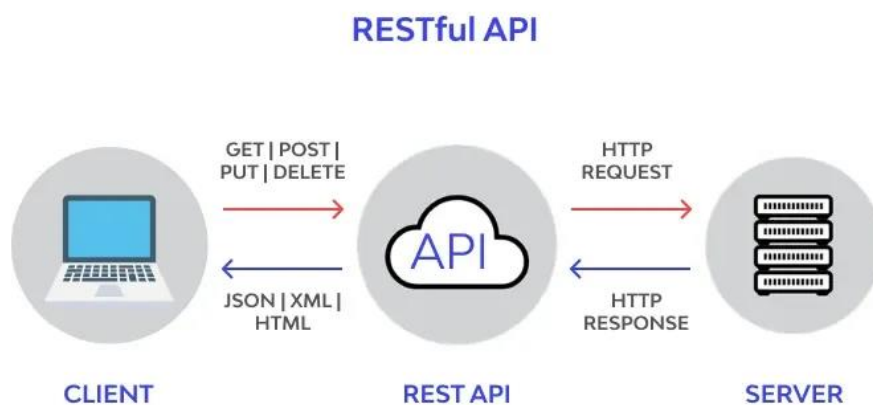 RESTful API
GET | POST |
PUT | DELETE
HTTP
REQUEST
API
JSON | XML |
HTML
HTTP
RESPONSE
CLIENT
REST API
SERVER